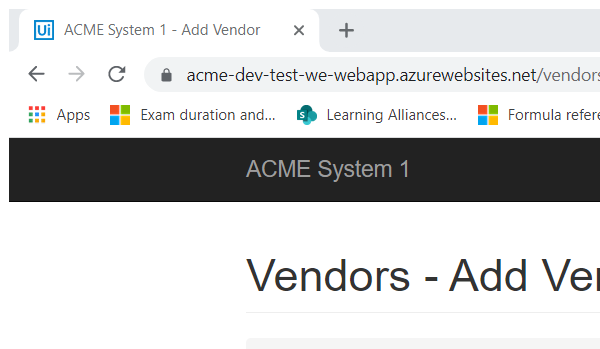 Ui ACME System 1 - Add Vendor
acme-dev-test-we-webapp.azurewebsites.net/vendors
Apps Exam duration and... S Learning Alliances... Formula refere
ACME System 1
Vendors - Add Ve